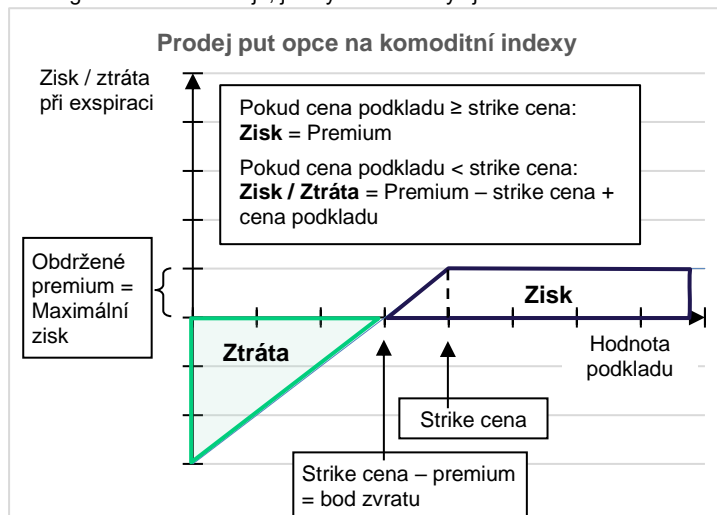 Prodej put opce na komoditní indexy
Zisk / ztráta
při exspiraci
Pokud cena podkladu ≥ strike cena:
Zisk = Premium
Pokud cena podkladu < strike cena:
Zisk / Ztráta = Premium – strike cena +
cena podkladu
Obdržené
premium =
Maximální
zisk
Zisk
Ztráta
Hodnota
podkladu
Strike cena
Strike cena – premium
= bod zvratu